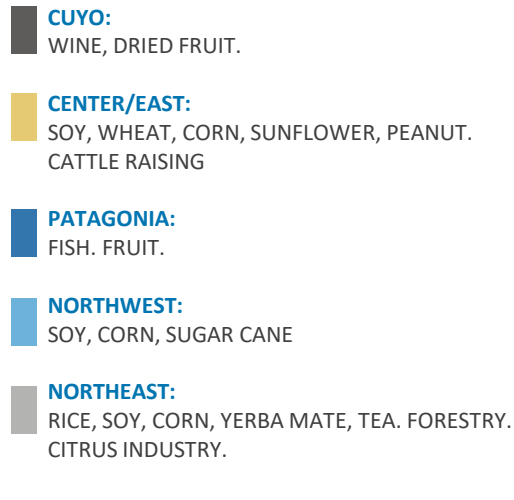 CUYO:
WINE, DRIED FRUIT.
CENTER/EAST:
SOY, WHEAT, CORN, SUNFLOWER, PEANUT.
CATTLE RAISING
PATAGONIA:
FISH. FRUIT.
NORTHWEST:
SOY, CORN, SUGAR CANE
NORTHEAST:
RICE, SOY, CORN, YERBA MATE, TEA. FORESTRY.
CITRUS INDUSTRY.